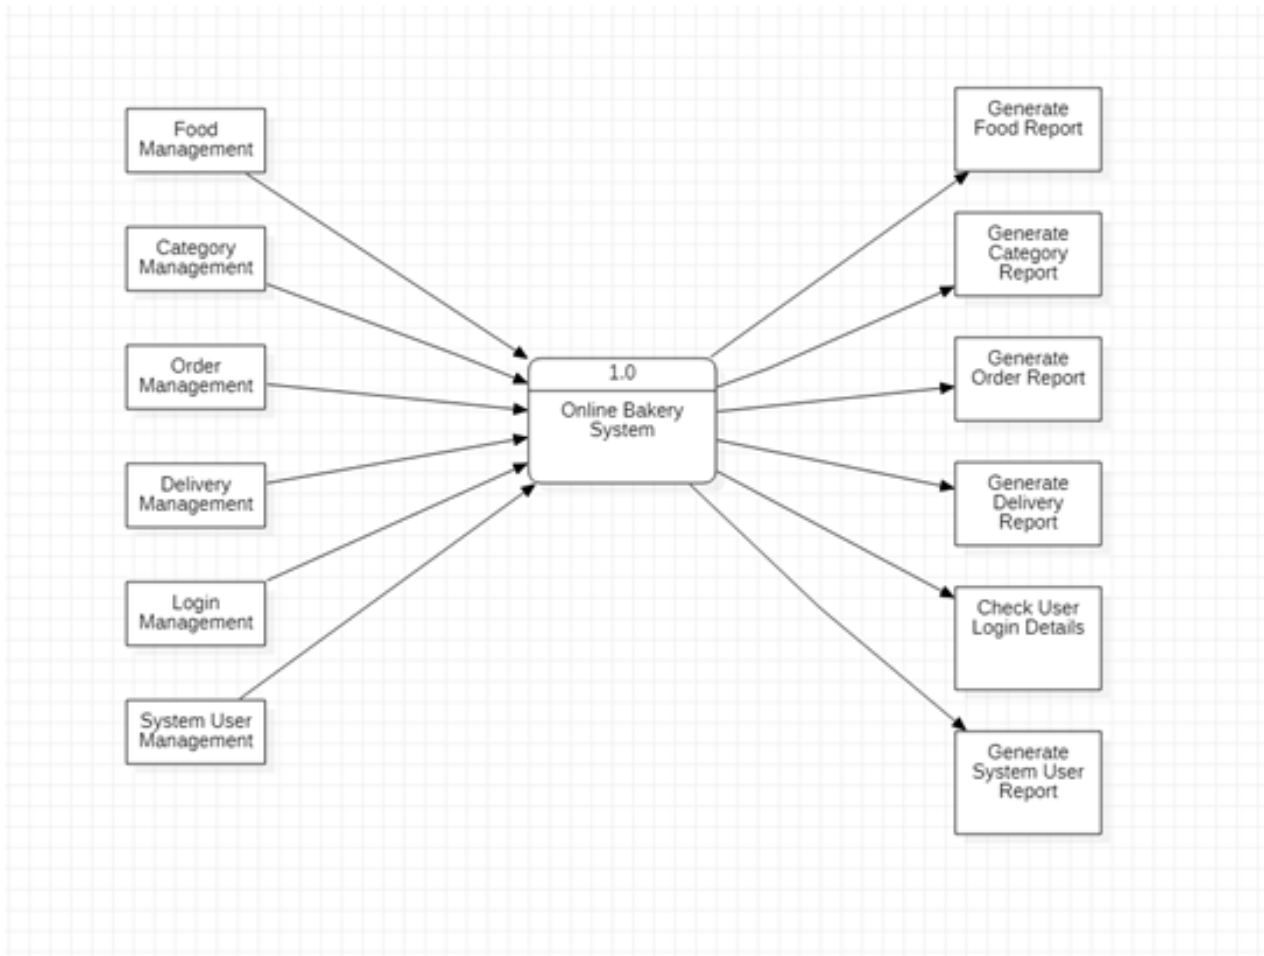 Food
Management
Category
Management
Order
Management
Delivery
Management
Login
Management
System User
Management
1.0
Online Bakery
System
Generate
Food Report
Generate
Category
Report
Generate
Order Report
Generate
Delivery
Report
Check User
Login Details
Generate
System User
Report